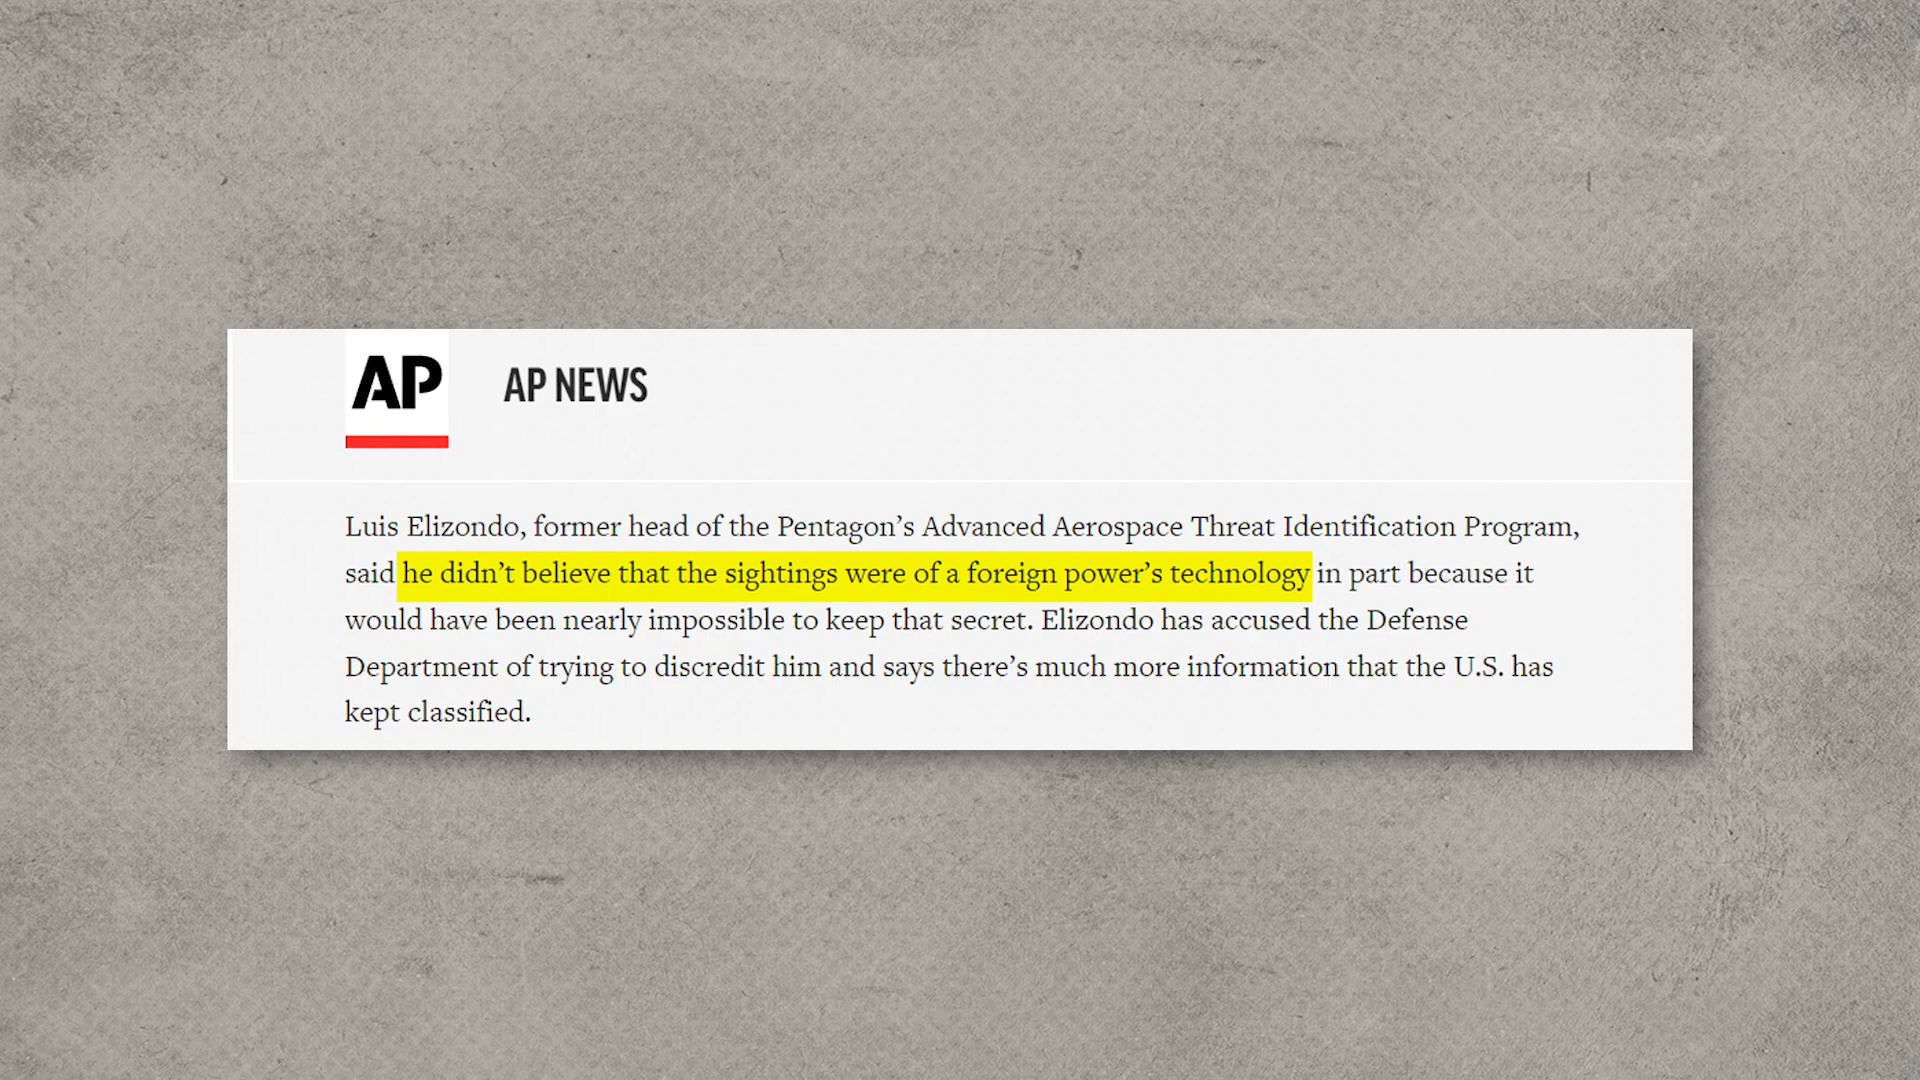 AP
AP NEWS
Luis Elizondo, former head of the Pentagon’s Advanced Aerospace Threat Identification Program,
said he didn’t believe that the sightings were of a foreign power’s technology in part because it
would have been nearly impossible to keep that secret. Elizondo has accused the Defense
Department of trying to discredit him and says there’s much more information that the U.S. has
kept classified.